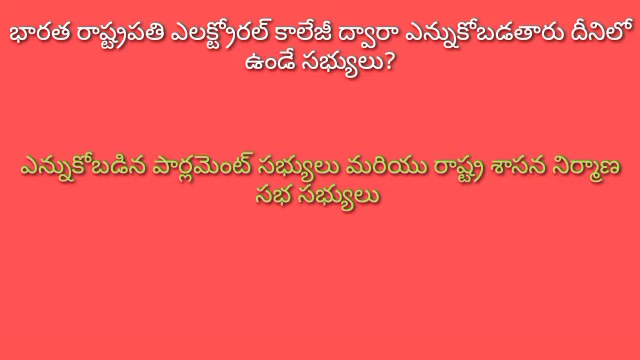 భారత రాష్ట్రపతి ఎలక్ట్రోరల్ కాలేజీ ద్వారా ఎన్నుకోబడతారు దీనిలో
ఉండే సభ్యులు?
ఎన్నుకోబడిన పార్లమెంట్ సభ్యులు మరియు రాష్ట్ర శాసన నిర్మాణ
సభ సభ్యులు